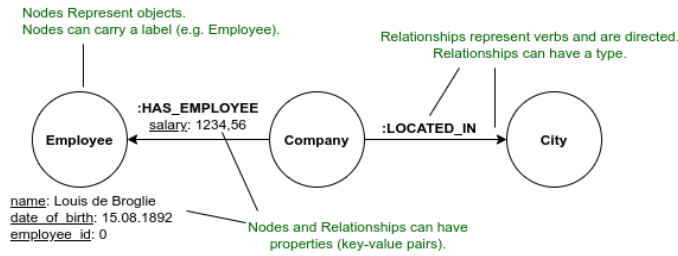 Nodes Represent objects.
Nodes can carry a label (e.g. Employee).
Relationships represent verbs and are directed.
Relationships can have a type.
:HAS_EMPLOYEE
salary: 1234,56
Employee
Company
:LOCATED_IN
City
name: Louis de Broglie
date_of_birth: 15.08.1892
employee_id: 0
Nodes and Relationships can have
properties (key-value pairs).